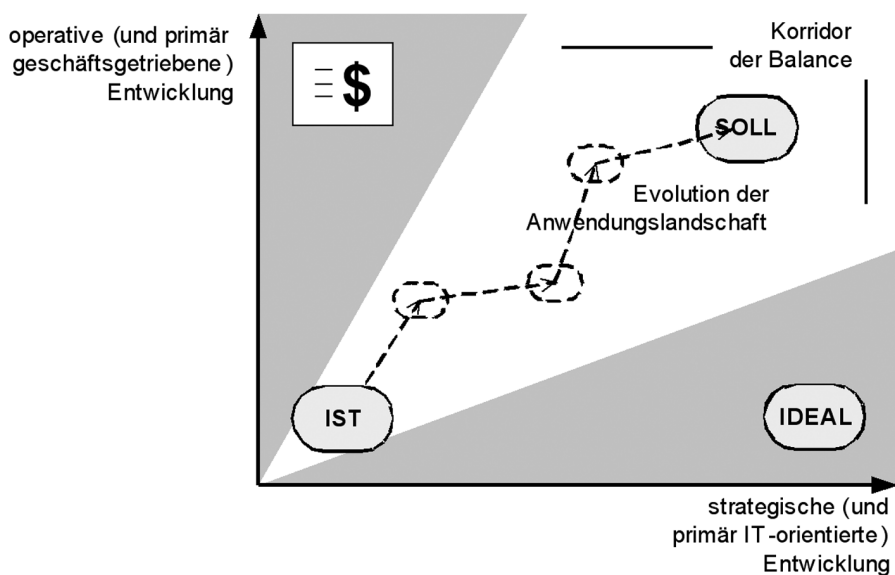 operative (und primär
geschäftsgetriebene)
Entwicklung
$
Korridor
der Balance
SOLL
Evolution der
Anwendungslandschaft
IST
IDEAL
strategische (und
primär IT-orientierte)
Entwicklung